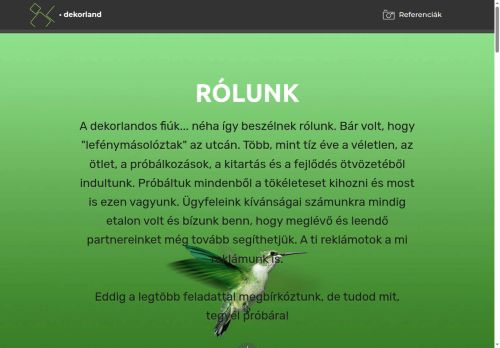 • dekorland
Referenciák
RÓLUNK
A dekorlandos fiúk... néha így beszélnek rólunk. Bár volt, hogy
"lefénymásolóztak" az utcán. Több, mint tíz éve a véletlen, az
ötlet, a próbálkozások, a kitartás és a fejlődés ötvözetéből
indultunk. Próbáltuk mindenből a tökéleteset kihozni és most
is ezen vagyunk. Ügyfeleink kívánságai számunkra mindig
etalon volt és bízunk benn, hogy meglévő és leendő
partnereinket még tovább segíthetjük. A ti reklámotok a mi
reklámunk is.
Eddig a legtöbb feladattal megbírkóztunk, de tudod mit,
tegyél próbára!